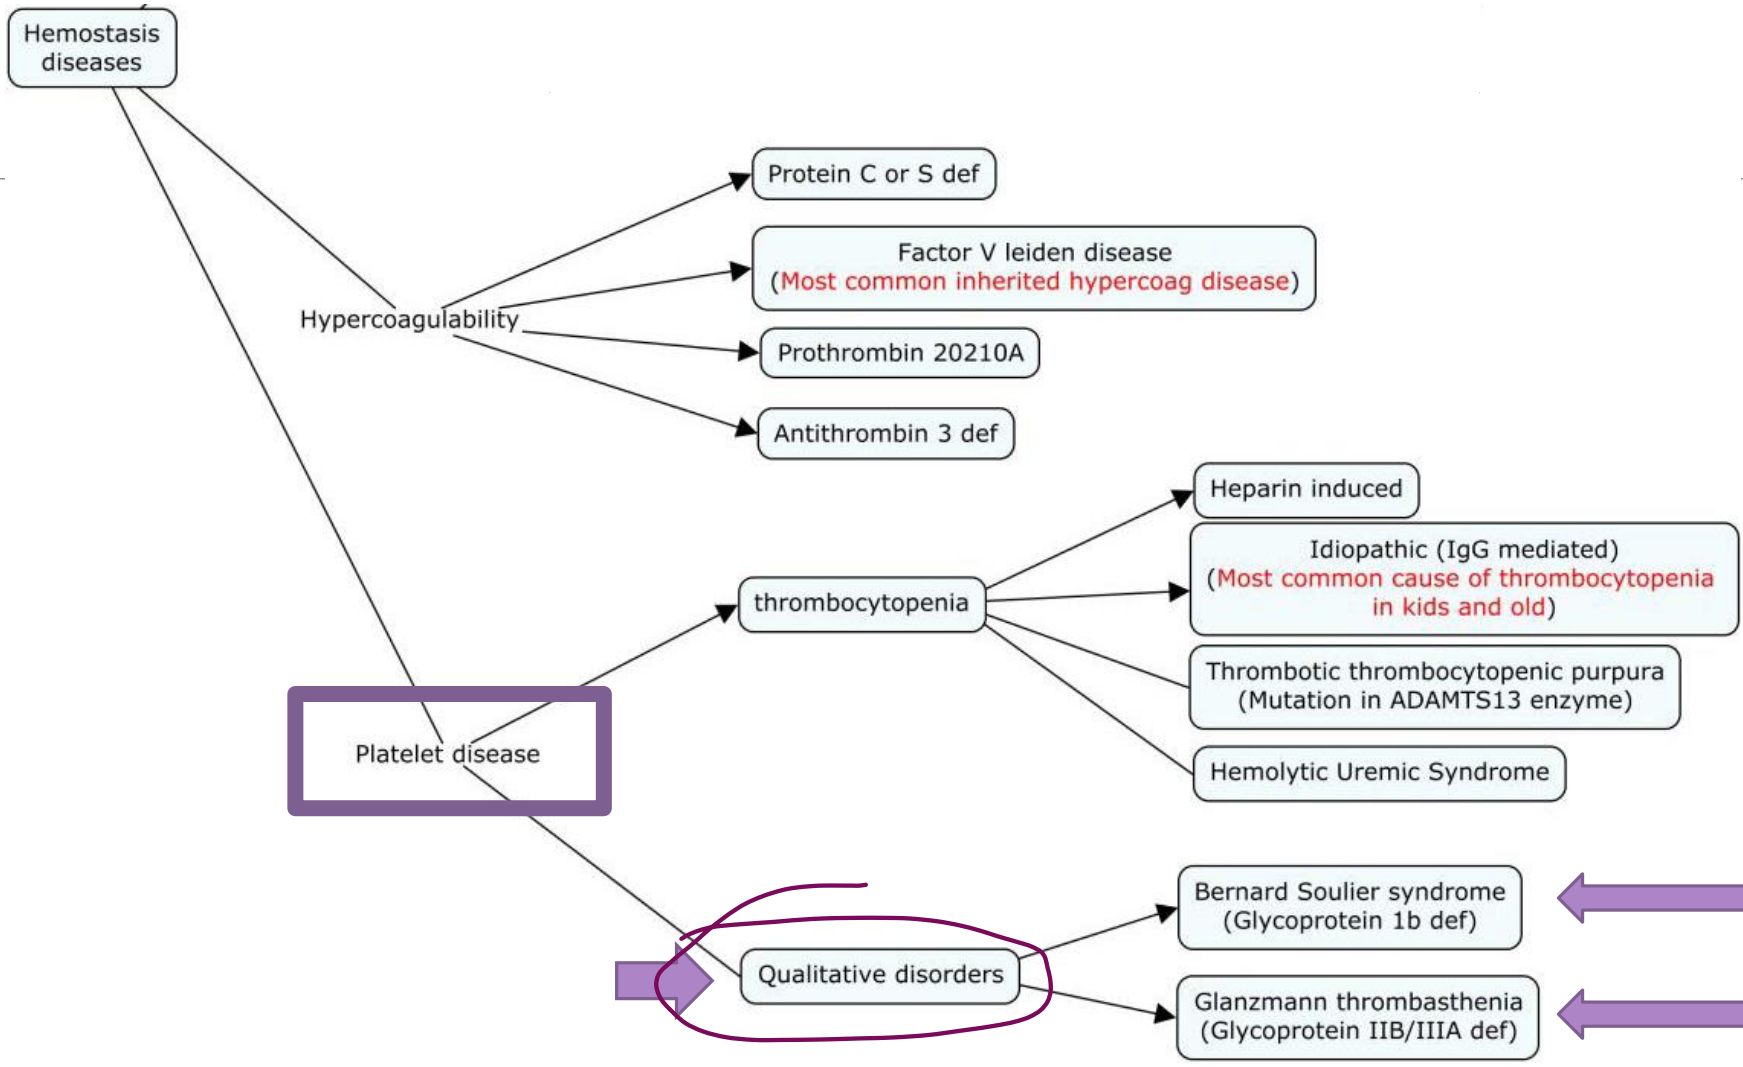 Hemostasis
diseases
Protein C or S def
Factor V leiden disease
(Most common inherited hypercoag disease)
Hypercoagulability
Prothrombin 20210A
Antithrombin 3 def
Heparin induced
Idiopathic (IgG mediated)
(Most common cause of thrombocytopenia
in kids and old)
thrombocytopenia
Thrombotic thrombocytopenic purpura
(Mutation in ADAMTS13 enzyme)
Platelet disease
Hemolytic Uremic Syndrome
Bernard Soulier syndrome
(Glycoprotein 1b def)
Qualitative disorders
Glanzmann thrombasthenia
(Glycoprotein IIB/IIIA def)